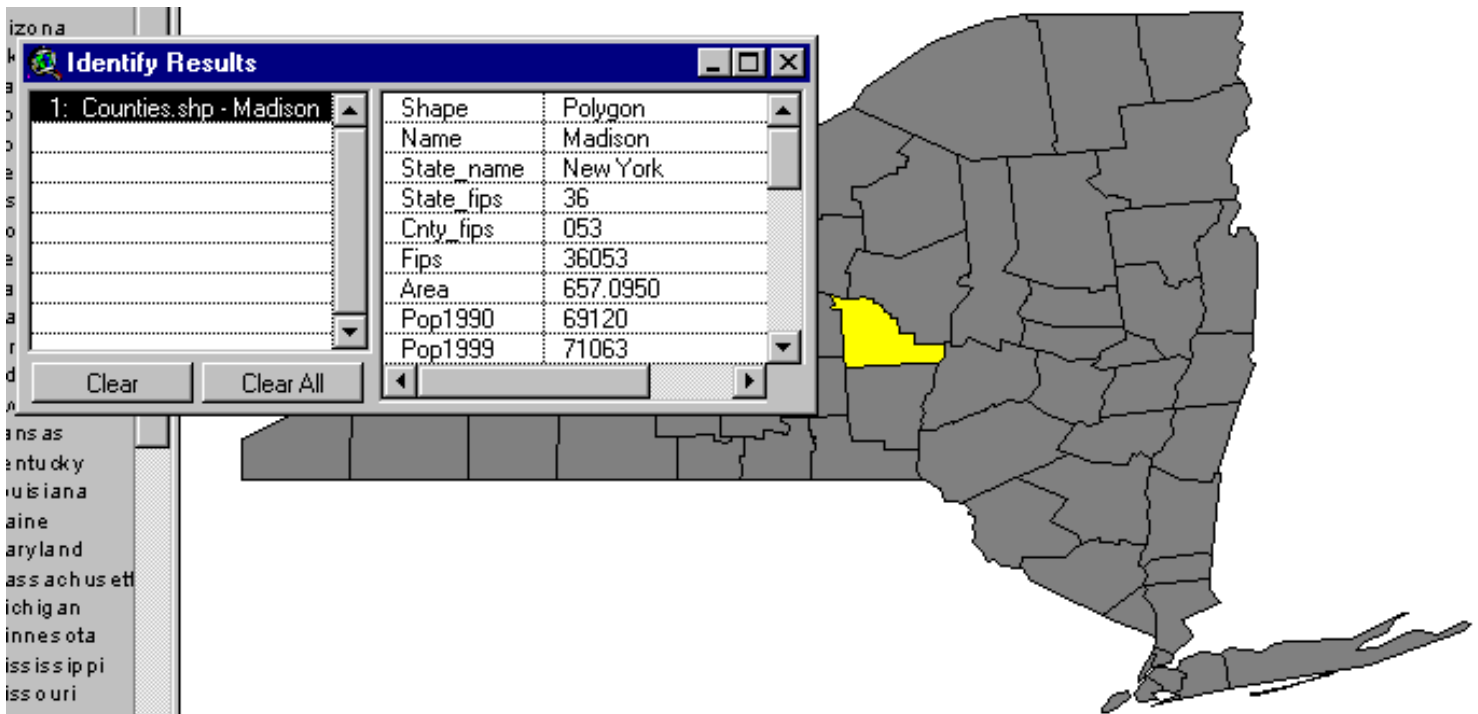 izona
Identify Results
1: Counties.shp - Madison
Shape Polygon
Name Madison
State_name New York
State_fips 36
Cnty_fips 053
Fips 36053
Area 657.0950
Pop1990 69120
Pop1999 71063
Clear Clear All
ansas
entucky
ouisiana
aine
aryland
assachusett
ichigan
innesota
ississippi
issouri